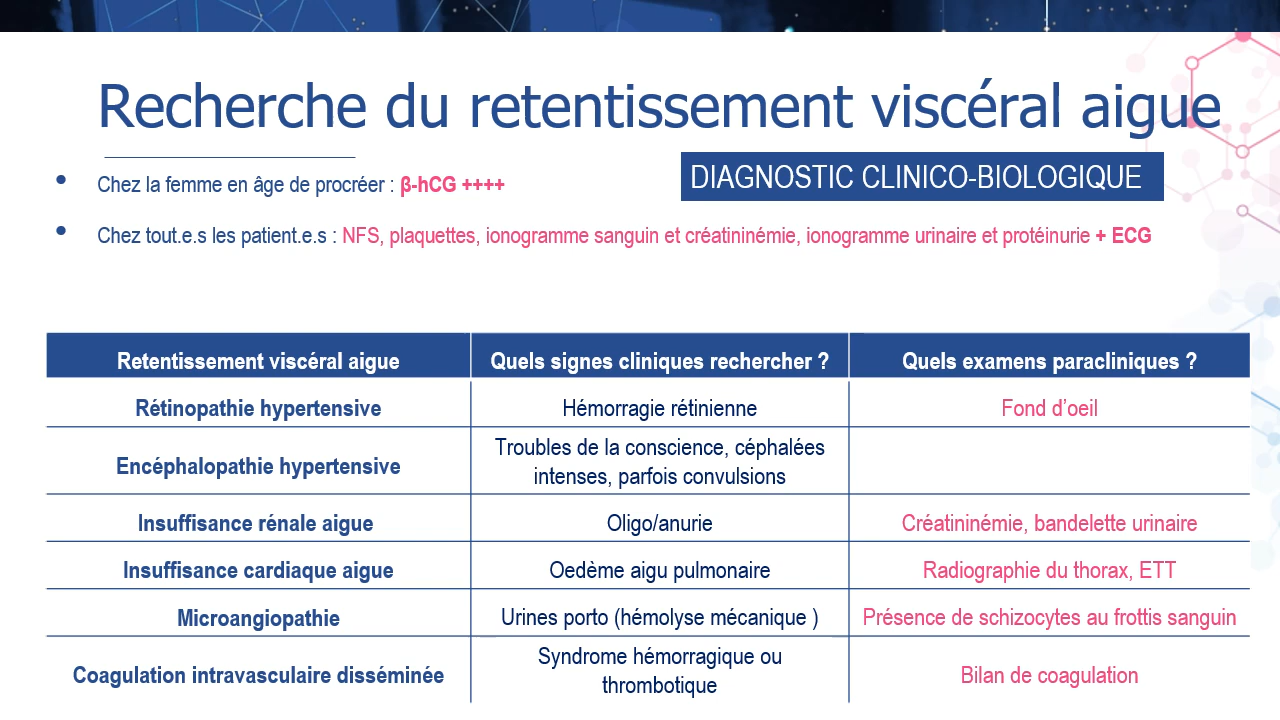 Recherche du retentissement viscéral aigue
DIAGNOSTIC CLINICO-BIOLOGIQUE
• Chez la femme en âge de procréer : β-hCG ++++
• Chez tout.e.s les patient.e.s : NFS, plaquettes, ionogramme sanguin et créatininémie, ionogramme urinaire et protéinurie + ECG
Retentissement viscéral aigue
Quels signes cliniques rechercher ?
Quels examens paracliniques ?
Rétinopathie hypertensive
Hémorragie rétinienne
Fond d’oeil
Encéphalopathie hypertensive
Troubles de la conscience, céphalées
intenses, parfois convulsions
Insuffisance rénale aigue
Oligo/anurie
Créatininémie, bandelette urinaire
Insuffisance cardiaque aigue
Oedème aigu pulmonaire
Radiographie du thorax, ETT
Microangiopathie
Urines porto (hémolyse mécanique )
Présence de schizocytes au frottis sanguin
Coagulation intravasculaire disséminée
Syndrome hémorragique ou
thrombotique
Bilan de coagulation